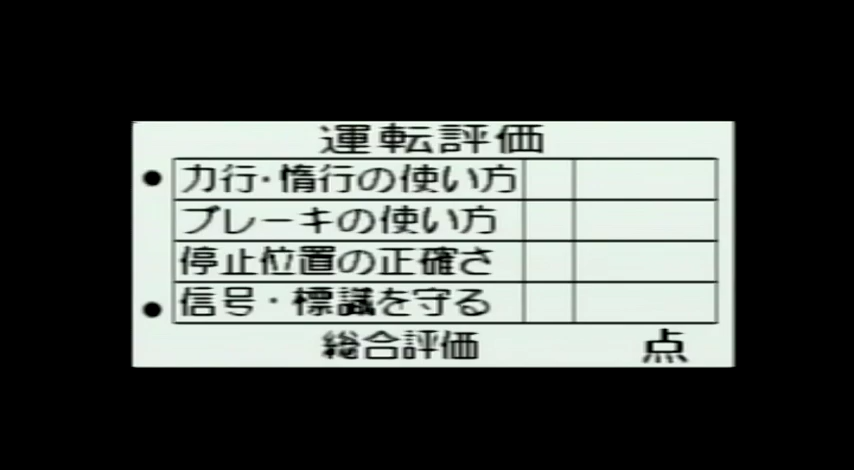 運転評価
力行・惰行の使い方
ブレーキの使い方
停止位置の正確さ
信号・標識を守る
総合評価 点